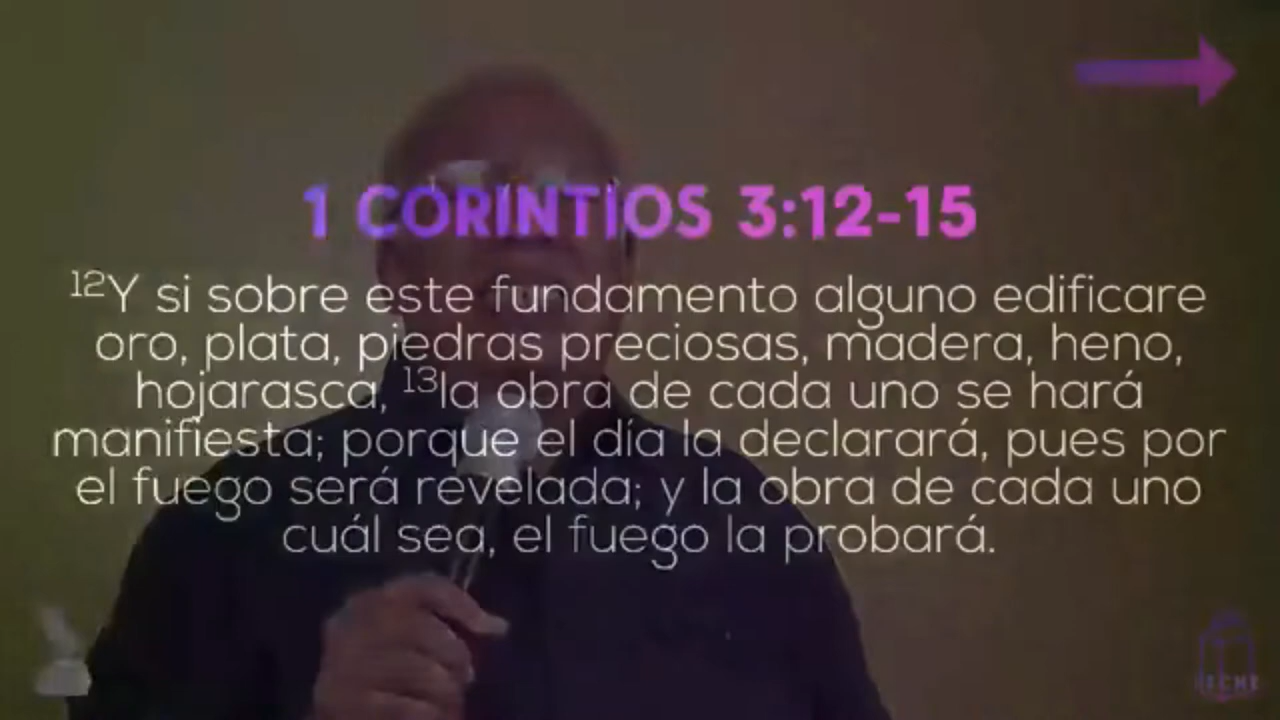 1 CORINTIOS 3:12-15
¹²Y si sobre este fundamento alguno edificare
oro, plata, piedras preciosas, madera, heno,
hojarasca, ¹³la obra de cada uno se hará
manifiesta; porque el día la declarará, pues por
el fuego será revelada; y la obra de cada uno
cuál sea, el fuego la probará.